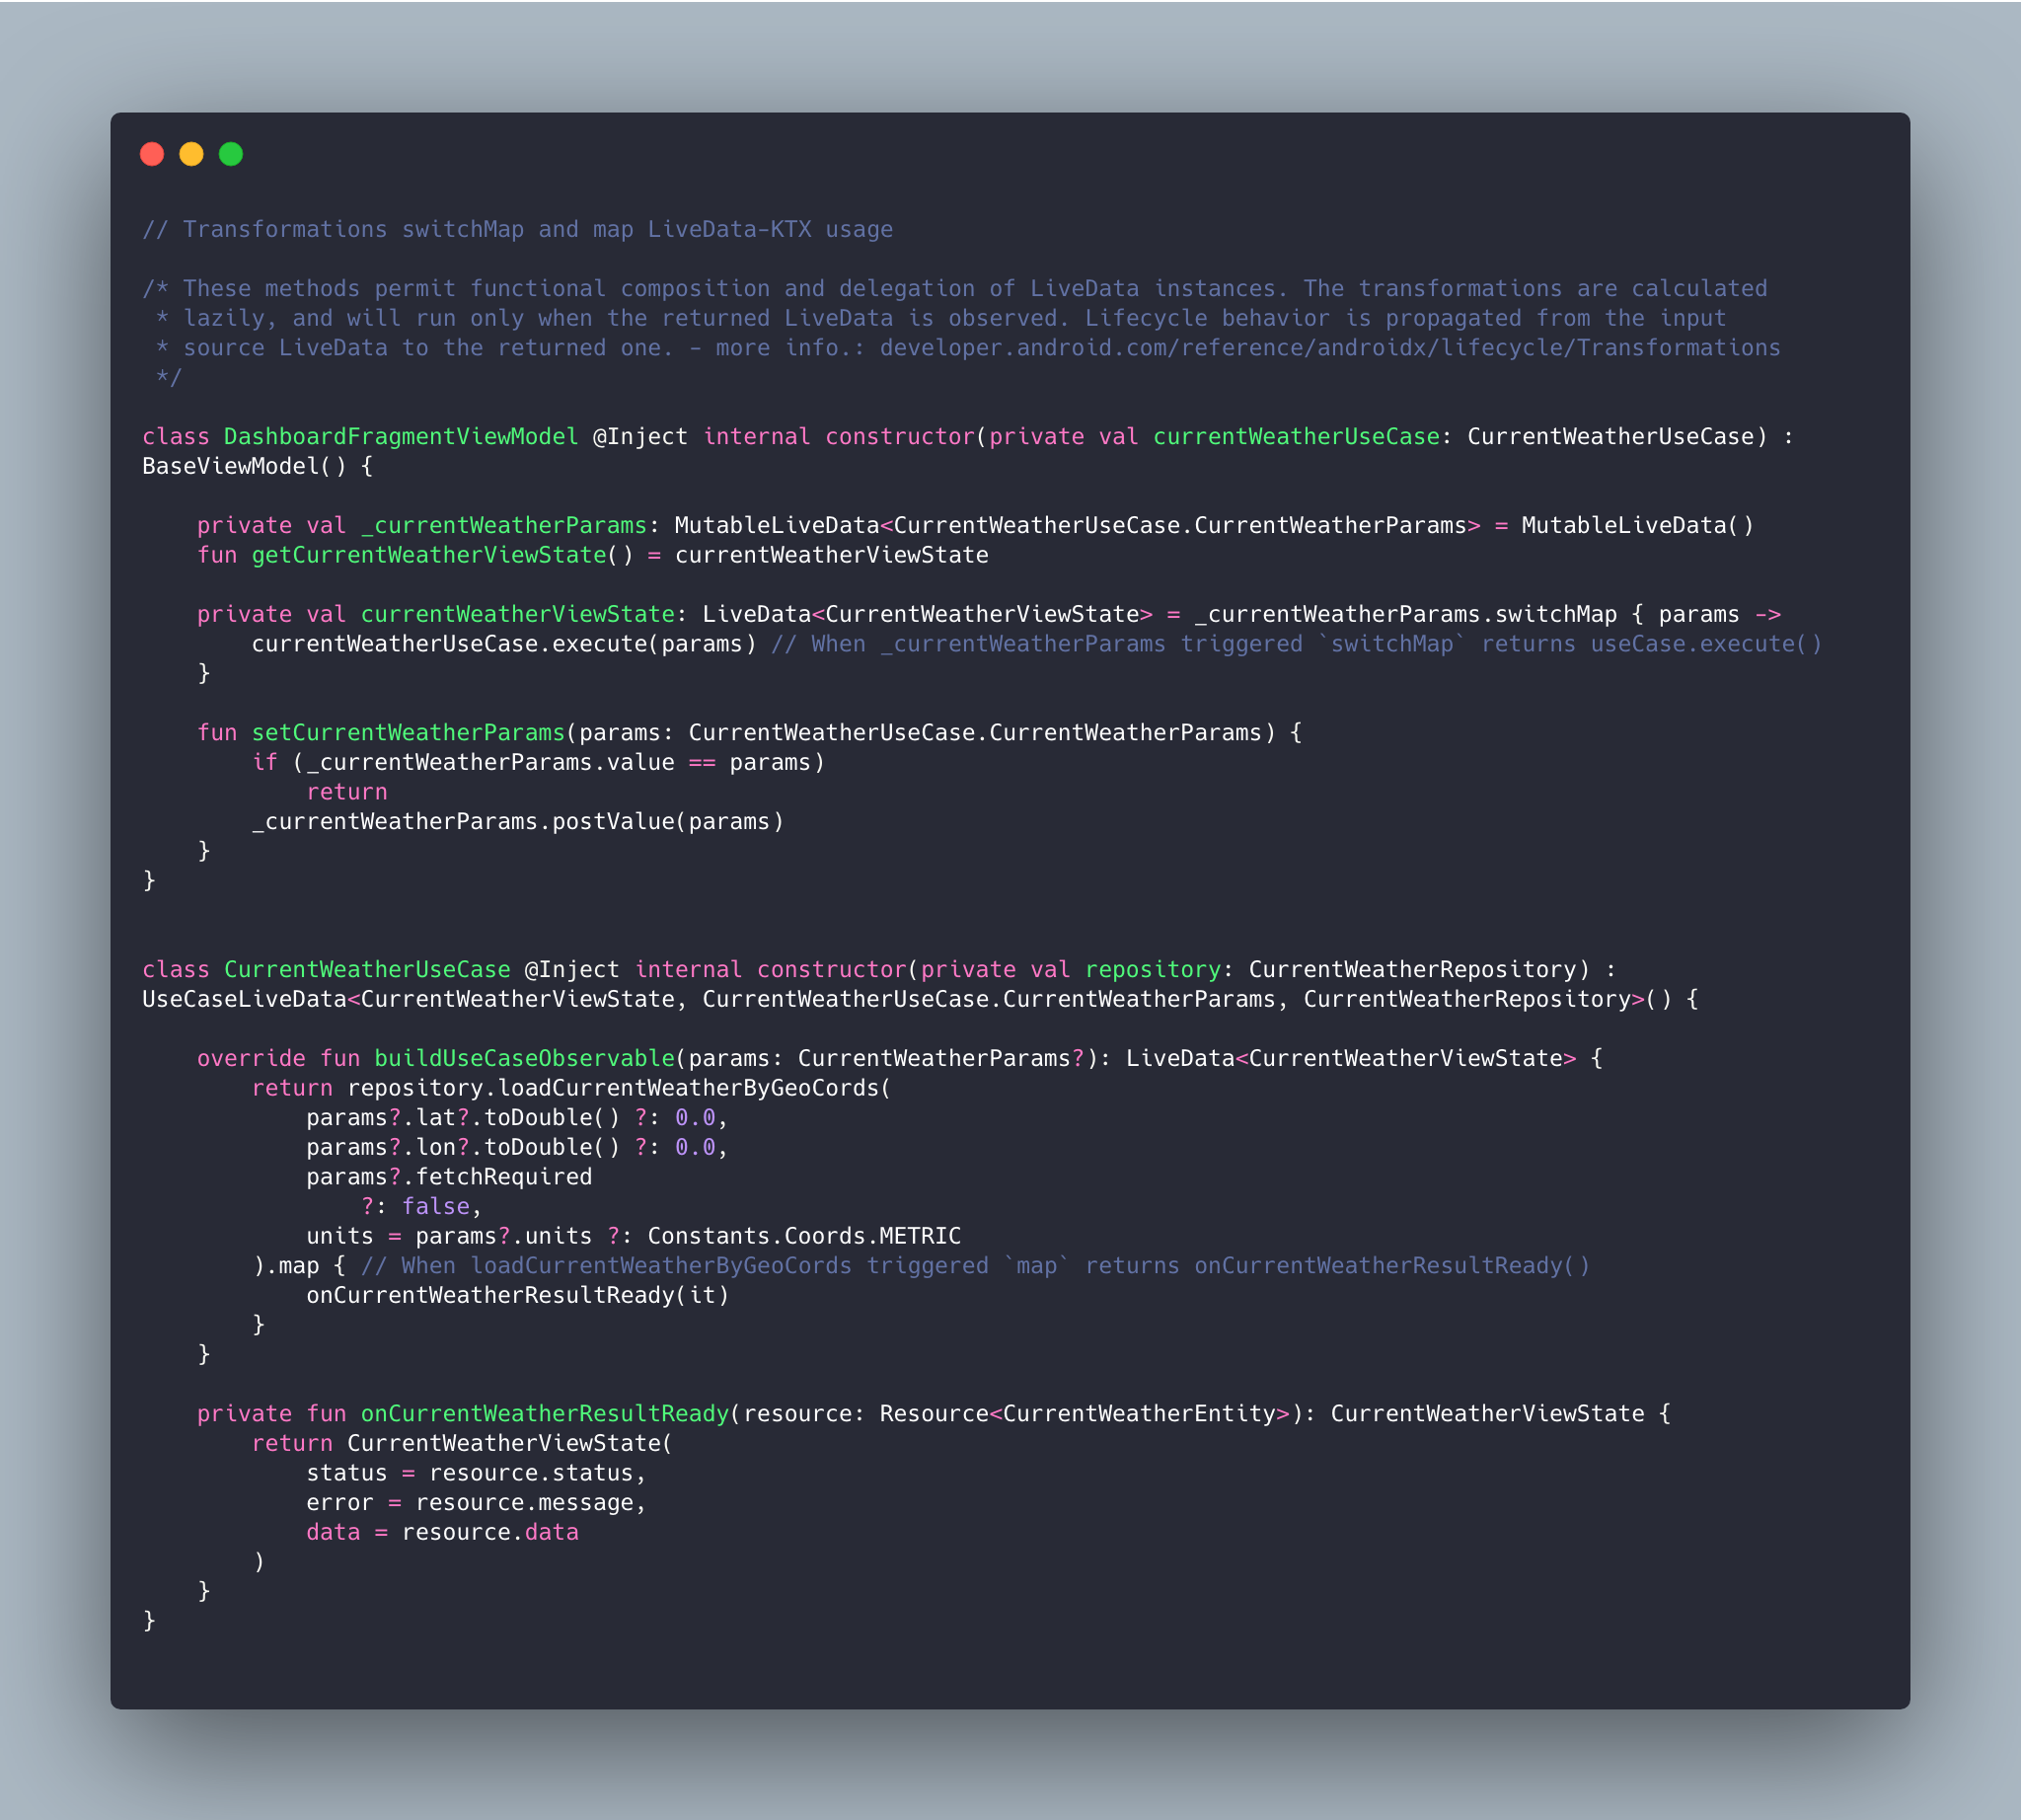 // Transformations switchMap and map LiveData-KTX usage

/* These methods permit functional composition and delegation of LiveData instances. The transformations are calculated
 * lazily, and will run only when the returned LiveData is observed. Lifecycle behavior is propagated from the input
 * source LiveData to the returned one. - more info.: developer.android.com/reference/androidx/lifecycle/Transformations
 */

class DashboardFragmentViewModel @Inject internal constructor(private val currentWeatherUseCase: CurrentWeatherUseCase) :
BaseViewModel() {

    private val _currentWeatherParams: MutableLiveData<CurrentWeatherUseCase.CurrentWeatherParams> = MutableLiveData()
    fun getCurrentWeatherViewState() = currentWeatherViewState

    private val currentWeatherViewState: LiveData<CurrentWeatherViewState> = _currentWeatherParams.switchMap { params ->
        currentWeatherUseCase.execute(params) // When _currentWeatherParams triggered `switchMap` returns useCase.execute()
    }

    fun setCurrentWeatherParams(params: CurrentWeatherUseCase.CurrentWeatherParams) {
        if (_currentWeatherParams.value == params)
            return
        _currentWeatherParams.postValue(params)
    }
}


class CurrentWeatherUseCase @Inject internal constructor(private val repository: CurrentWeatherRepository) :
UseCaseLiveData<CurrentWeatherViewState, CurrentWeatherUseCase.CurrentWeatherParams, CurrentWeatherRepository>() {

    override fun buildUseCaseObservable(params: CurrentWeatherParams?): LiveData<CurrentWeatherViewState> {
        return repository.loadCurrentWeatherByGeoCords(
            params?.lat?.toDouble() ?: 0.0,
            params?.lon?.toDouble() ?: 0.0,
            params?.fetchRequired
                ?: false,
            units = params?.units ?: Constants.Coords.METRIC
        ).map { // When loadCurrentWeatherByGeoCords triggered `map` returns onCurrentWeatherResultReady()
            onCurrentWeatherResultReady(it)
        }
    }

    private fun onCurrentWeatherResultReady(resource: Resource<CurrentWeatherEntity>): CurrentWeatherViewState {
        return CurrentWeatherViewState(
            status = resource.status,
            error = resource.message,
            data = resource.data
        )
    }
}